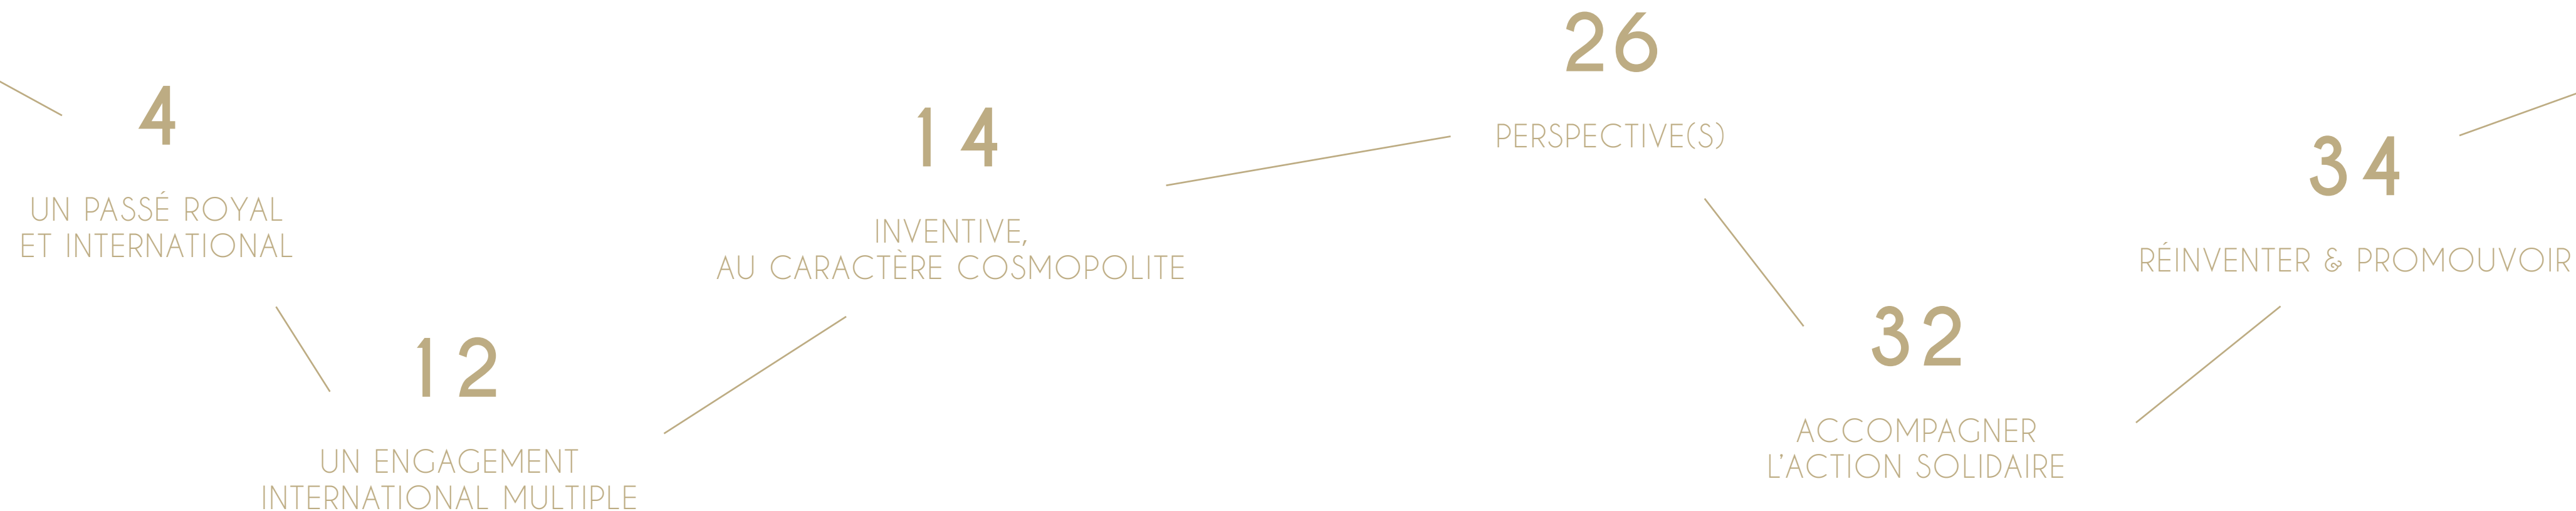 4
UN PASSÉ ROYAL
ET INTERNATIONAL
12
UN ENGAGEMENT
INTERNATIONAL MULTIPLE
14
INVENTIVE,
AU CARACTÈRE COSMOPOLITE
26
PERSPECTIVE(S)
32
ACCOMPAGNER
L'ACTION SOLIDAIRE
34
RÉINVENTER & PROMOUVOIR